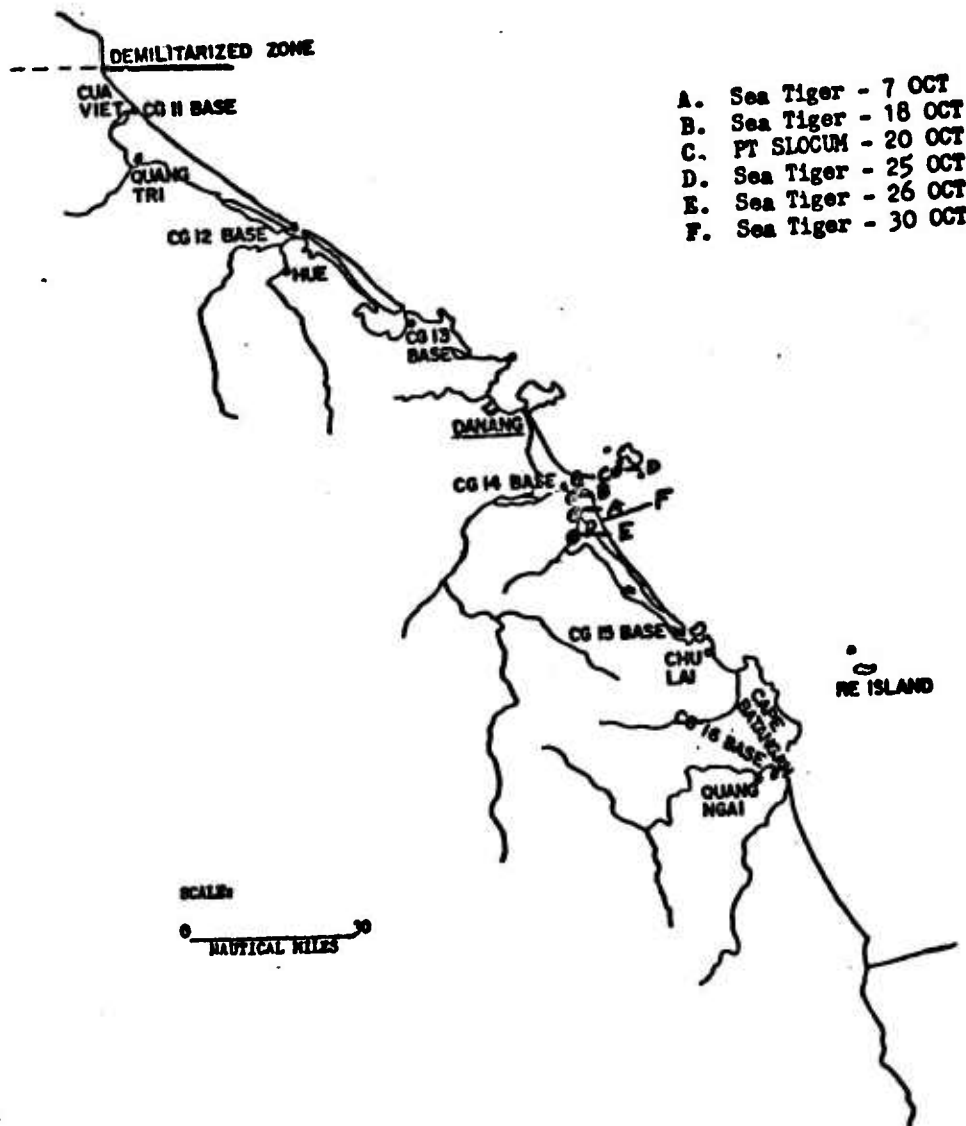 DEMILITARIZED ZONE
CUA
VIET
CG 11 BASE
QUANG
TRI
CG 12 BASE
HUE
CG 13
BASE
DANANG
CG 14 BASE
C
D
B
A
F
E
CG 15 BASE
CHU
LAI
RE ISLAND
CAPE
BATANGAN
CG 16 BASE
QUANG
NGAI
A. Sea Tiger - 7 OCT
B. Sea Tiger - 18 OCT
C. PT SLOCUM - 20 OCT
D. Sea Tiger - 25 OCT
E. Sea Tiger - 26 OCT
F. Sea Tiger - 30 OCT
SCALE:
0 30
NAUTICAL MILES